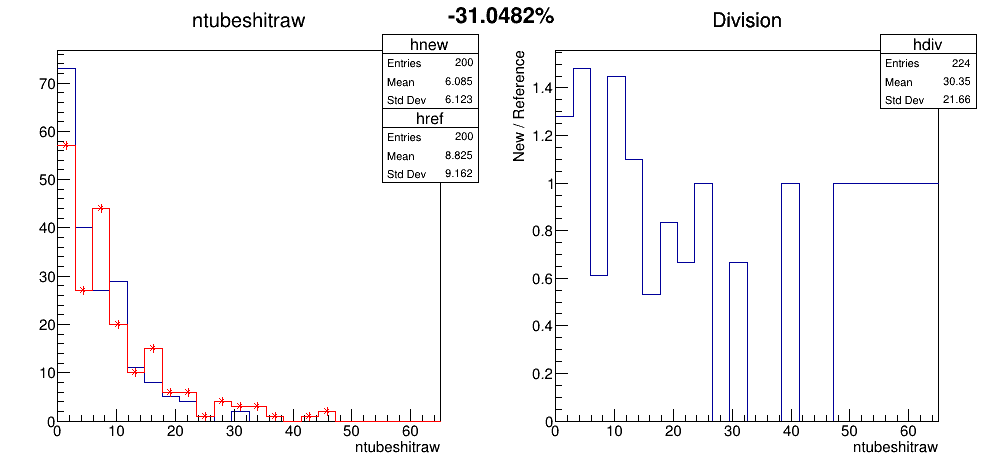 -31.0482%
ntubeshitraw
hnew
Entries 200
Mean 6.085
Std Dev 6.123
href
Entries 200
Mean 8.825
Std Dev 9.162
70
60
50
40
30
20
10
0
0 10 20 30 40 50 60
ntubeshitraw
Division
hdiv
Entries 224
Mean 30.35
Std Dev 21.66
New / Reference
1.4
1.2
1
0.8
0.6
0.4
0.2
0
0 10 20 30 40 50 60
ntubeshitraw